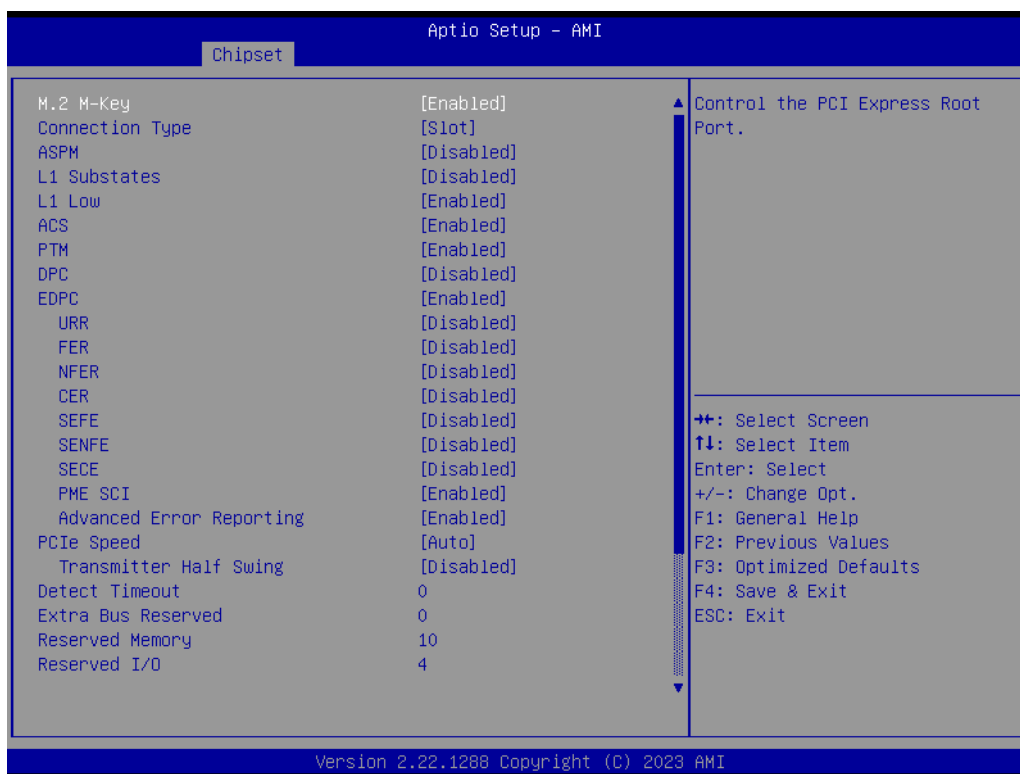 Aptio Setup - AMI
Chipset
M.2 M-Key [Enabled]
Connection Type [Slot]
ASPM [Disabled]
L1 Substates [Disabled]
L1 Low [Enabled]
ACS [Enabled]
PTM [Enabled]
DPC [Disabled]
EDPC [Enabled]
URR [Disabled]
FER [Disabled]
NFER [Disabled]
CER [Disabled]
SEFE [Disabled]
SENFE [Disabled]
SECE [Disabled]
PME SCI [Enabled]
Advanced Error Reporting [Enabled]
PCIe Speed [Auto]
Transmitter Half Swing [Disabled]
Detect Timeout 0
Extra Bus Reserved 0
Reserved Memory 10
Reserved I/O 4
Control the PCI Express Root
Port.
→←: Select Screen
↑↓: Select Item
Enter: Select
+/-: Change Opt.
F1: General Help
F2: Previous Values
F3: Optimized Defaults
F4: Save & Exit
ESC: Exit
Version 2.22.1288 Copyright (C) 2023 AMI